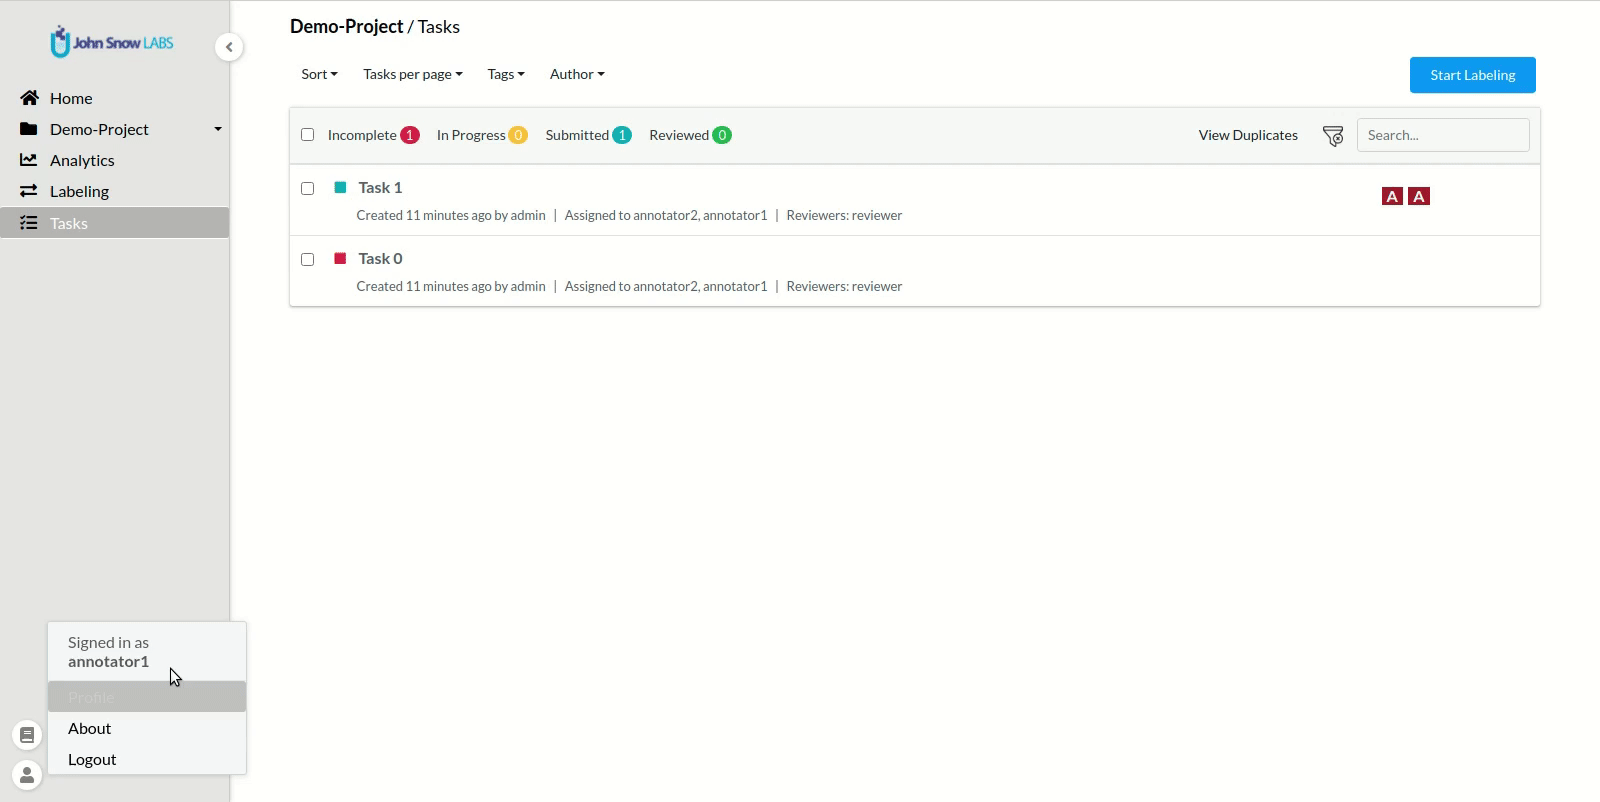 John Snow LABS
Home
Demo-Project
Analytics
Labeling
Tasks
Demo-Project / Tasks
Sort Tasks per page Tags Author
Start Labeling
Incomplete 1 In Progress 0 Submitted 1 Reviewed 0 View Duplicates Search...
Task 1
Created 11 minutes ago by admin | Assigned to annotator2, annotator1 | Reviewers: reviewer
A A
Task 0
Created 11 minutes ago by admin | Assigned to annotator2, annotator1 | Reviewers: reviewer
Signed in as
annotator1
Profile
About
Logout